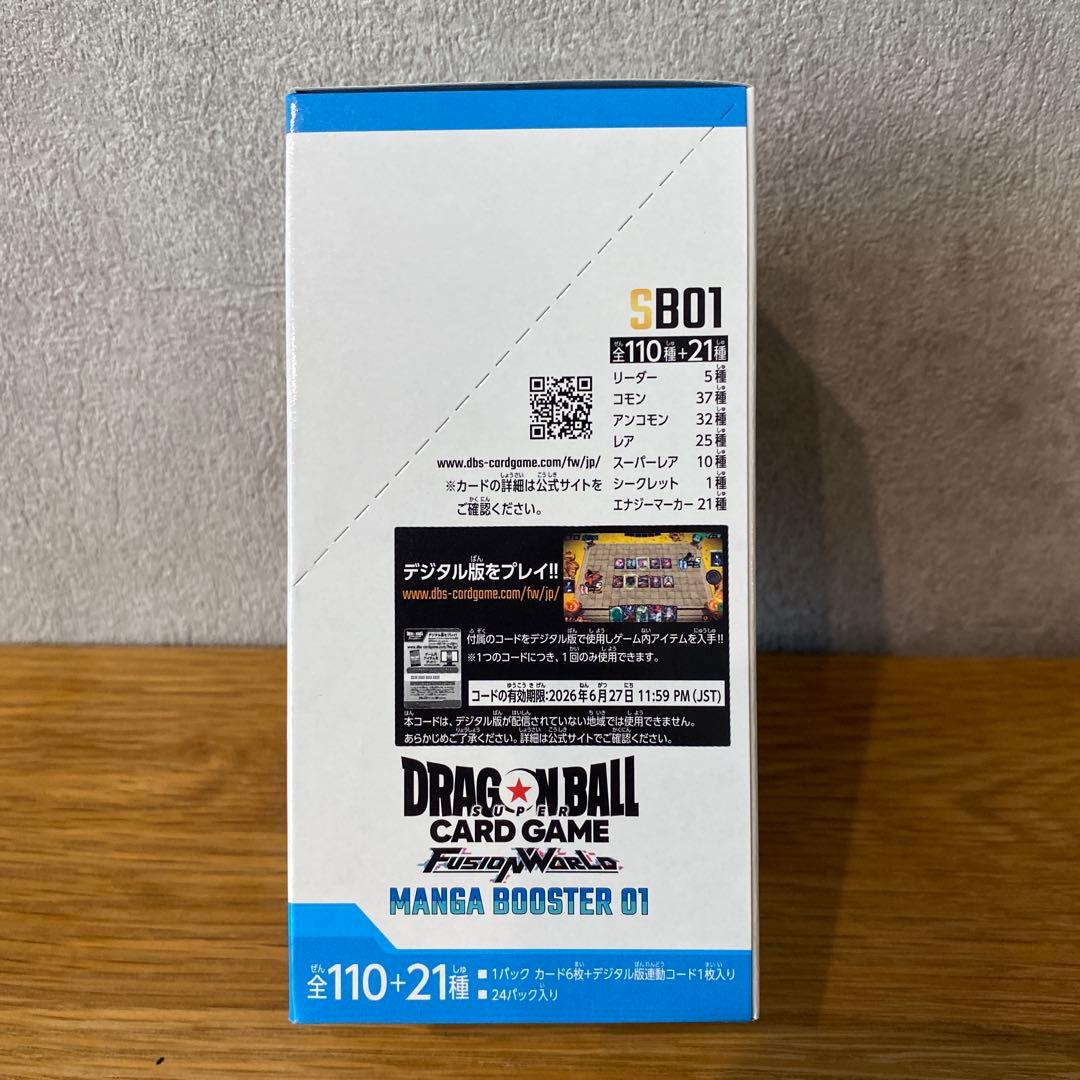 SB01
全110種+21種
リーダー 5種
コモン 37種
アンコモン 32種
レア 25種
スーパーレア 10種
シークレット 1種
エナジーマーカー 21種
www.dbs-cardgame.com/fw/jp/
※カードの詳細は公式サイトを
ご確認ください。
デジタル版をプレイ!!
www.dbs-cardgame.com/fw/jp/
付属のコードをデジタル版で使用しゲーム内アイテムを入手!!
※1つのコードにつき、1回のみ使用できます。
コードの有効期限:2026年6月27日 11:59 PM (JST)
本コードは、デジタル版が配信されていない地域では使用できません。
あらかじめご了承ください。詳細は公式サイトでご確認ください。
DRAGON BALL
SUPER
CARD GAME
FUSION WORLD
MANGA BOOSTER 01
全110+21種
■ 1パック カード6枚+デジタル版連動コード1枚入り
■ 24パック入り